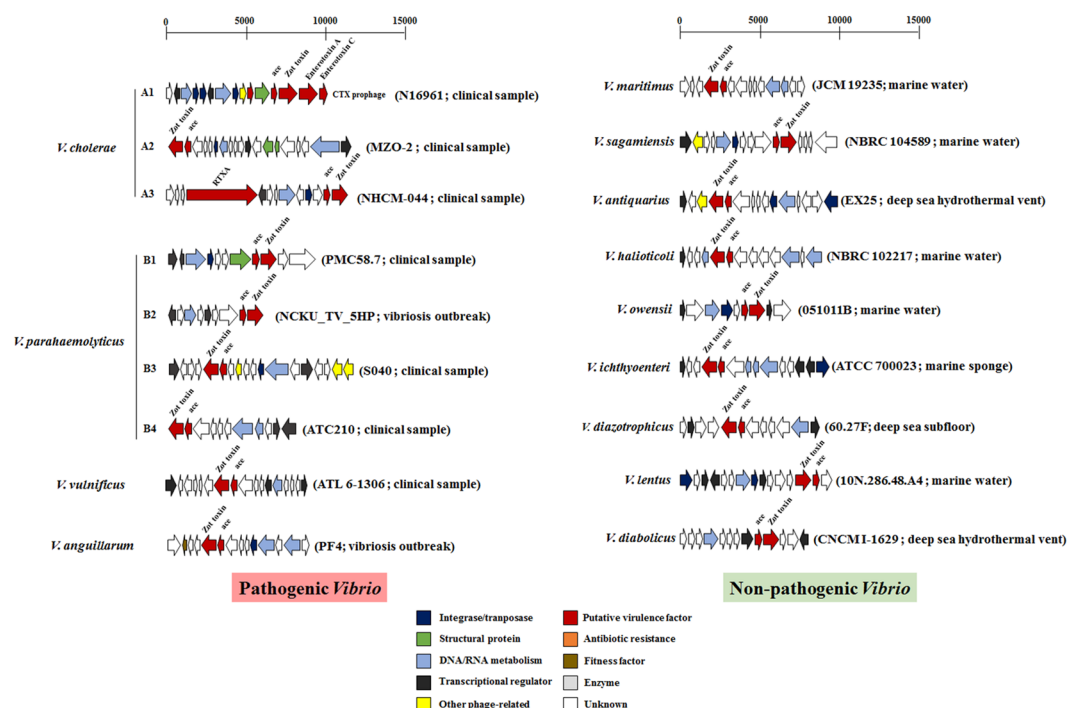 0 5000 10000 15000
0 5000 10000 15000
ace
Zot toxin
Enterotoxin A
Enterotoxin C
A1
CTX prophage
(N16961; clinical sample)
Zot toxin
ace
V. cholerae
A2
(MZO-2 ; clinical sample)
RTXA
ace
Zot toxin
A3
(NHCM-044; clinical sample)
ace
Zot toxin
B1
(PMC58.7; clinical sample)
ace
Zot toxin
B2
(NCKU_TV_5HP; vibriosis outbreak)
V. parahaemolyticus
Zot toxin
ace
B3
(S040 ; clinical sample)
Zot toxin
ace
B4
(ATC210 ; clinical sample)
Zot toxin
ace
V. vulnificus
(ATL 6-1306; clinical sample)
Zot toxin
ace
V. anguillarum
(PF4; vibriosis outbreak)
Pathogenic Vibrio
Zot toxin
ace
V. maritimus
(JCM 19235; marine water)
ace
Zot toxin
V. sagamiensis
(NBRC 104589 ; marine water)
Zot toxin
ace
V. antiquarius
(EX25 ; deep sea hydrothermal vent)
Zot toxin
ace
V. halioticoli
(NBRC 102217; marine water)
ace
Zot toxin
V. owensii
(051011B ; marine water)
Zot toxin
ace
V. ichthyoenteri
(ATCC 700023; marine sponge)
Zot toxin
ace
V. diazotrophicus
(60.27F; deep sea subfloor)
Zot toxin
ace
V. lentus
(10N.286.48.A4 ; marine water)
ace
Zot toxin
V. diabolicus
(CNCM I-1629 ; deep sea hydrothermal vent)
Non-pathogenic Vibrio
Integrase/tranposase
Structural protein
DNA/RNA metabolism
Transcriptional regulator
Other phage-related
Putative virulence factor
Antibiotic resistance
Fitness factor
Enzyme
Unknown